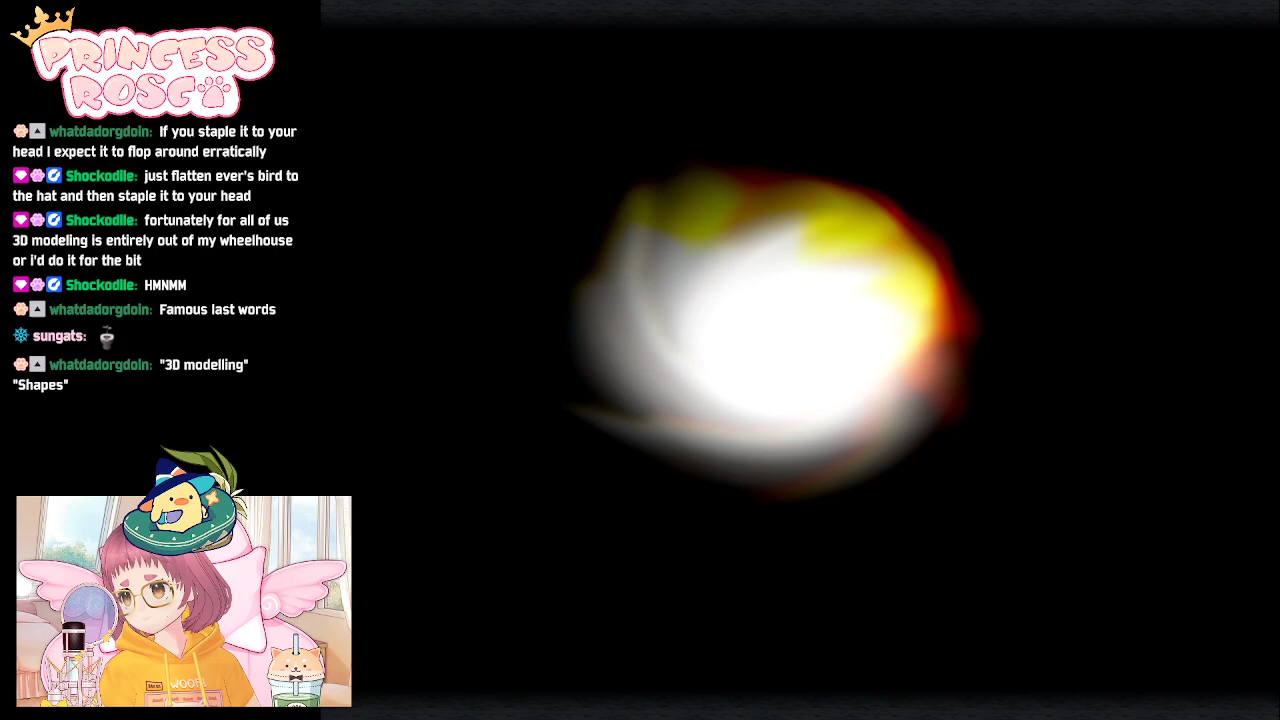 PRINCESS
ROSE
whatdadorgdoin: If you staple it to your
head I expect it to flop around erratically
Shockodile: just flatten ever's bird to
the hat and then staple it to your head
Shockodile: fortunately for all of us
3D modeling is entirely out of my wheelhouse
or i'd do it for the bit
Shockodile: HMNMM
whatdadorgdoin: Famous last words
sungats:
whatdadorgdoin: "3D modelling"
"Shapes"
WOOF!